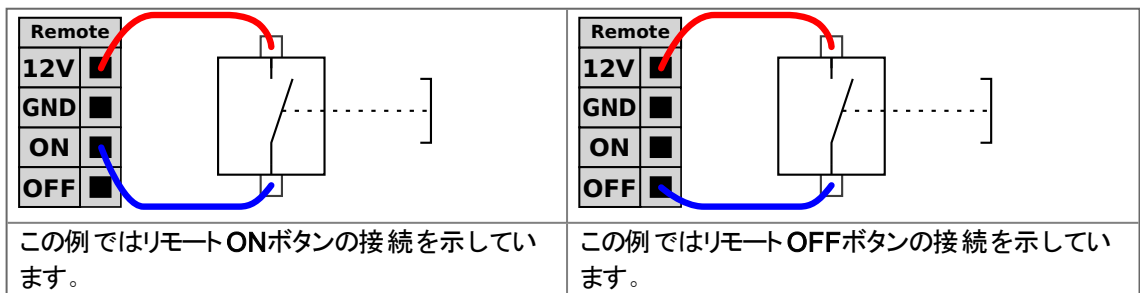 Remote
12V
GND
ON
OFF
Remote
12V
GND
ON
OFF
この例ではリモートONボタンの接続を示してい
ます。
この例ではリモートOFFボタンの接続を示してい
ます。